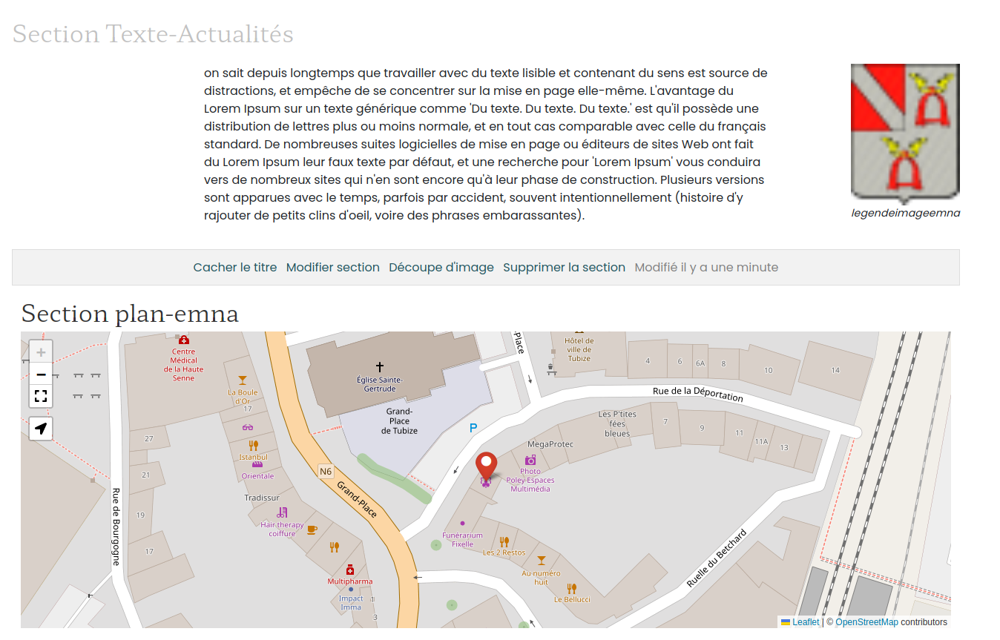 Section Texte-Actualités
on sait depuis longtemps que travailler avec du texte lisible et contenant du sens est source de
distractions, et empêche de se concentrer sur la mise en page elle-même. L'avantage du
Lorem Ipsum sur un texte générique comme 'Du texte. Du texte. Du texte.' est qu'il possède une
distribution de lettres plus ou moins normale, et en tout cas comparable avec celle du français
standard. De nombreuses suites logicielles de mise en page ou éditeurs de sites Web ont fait
du Lorem Ipsum leur faux texte par défaut, et une recherche pour 'Lorem Ipsum' vous conduira
vers de nombreux sites qui n'en sont encore qu'à leur phase de construction. Plusieurs versions
sont apparues avec le temps, parfois par accident, souvent intentionnellement (histoire d'y
rajouter de petits clins d'oeil, voire des phrases embarassantes).
legendeimageemna
Cacher le titre Modifier section Découpe d'image Supprimer la section Modifié il y a une minute
Section plan-emna
+
−
Centre
Médical
de la Haute
Senne
La Boule
d'Or
17
27
Istanbul
Orientale
21
Tradissur
19
Hair therapy
coiffure
17
Rue de Bourgogne
Multipharma
Impact
Imma
1
3
N6
Grand-Place
Église Sainte-
Gertrude
Grand-
Place
de Tubize
P
-Place
Hôtel de
ville de
Tubize
4
6
6A
8
10
14
Rue de la Déportation
Les P'tites
fées
bleues
7
9
11
11A
13
MegaProtec
Photo
Poley Espaces
Multimédia
Funérarium
Fixelle
Les 2 Restos
Au numéro
huit
Le Bellucci
Ruelle du Betchard
Leaflet | © OpenStreetMap contributors